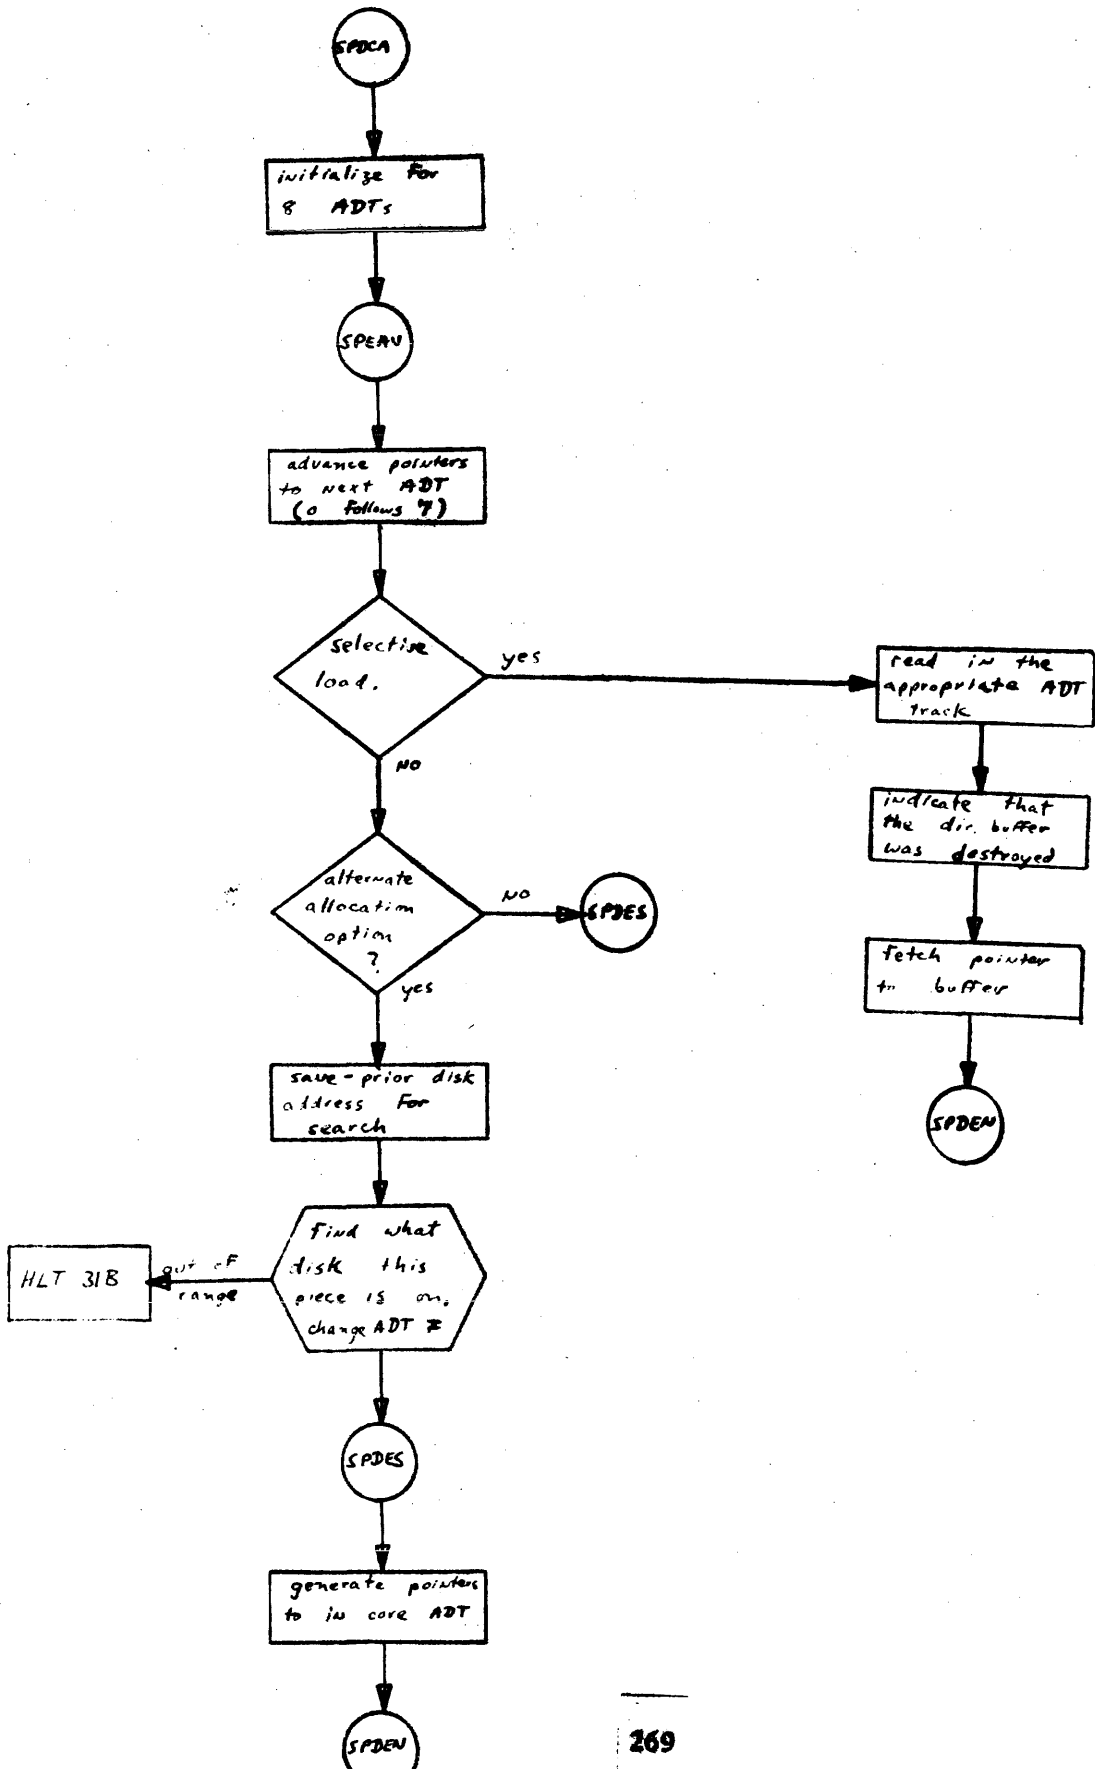 SPDCA
initialize for
8 ADTs
SPEAV
advance pointers
to next ADT
(0 follows 7)
selective
load.
yes
read in the
appropriate ADT
track
NO
indicate that
the dir. buffer
was destroyed
alternate
allocation
option
?
NO
SPDES
yes
fetch pointer
to buffer
SPDEN
save-prior disk
address for
search
find what
disk this
piece is on.
change ADT #
out of
range
HLT 31B
SPDES
generate pointers
to in core ADT
SPDEN
269